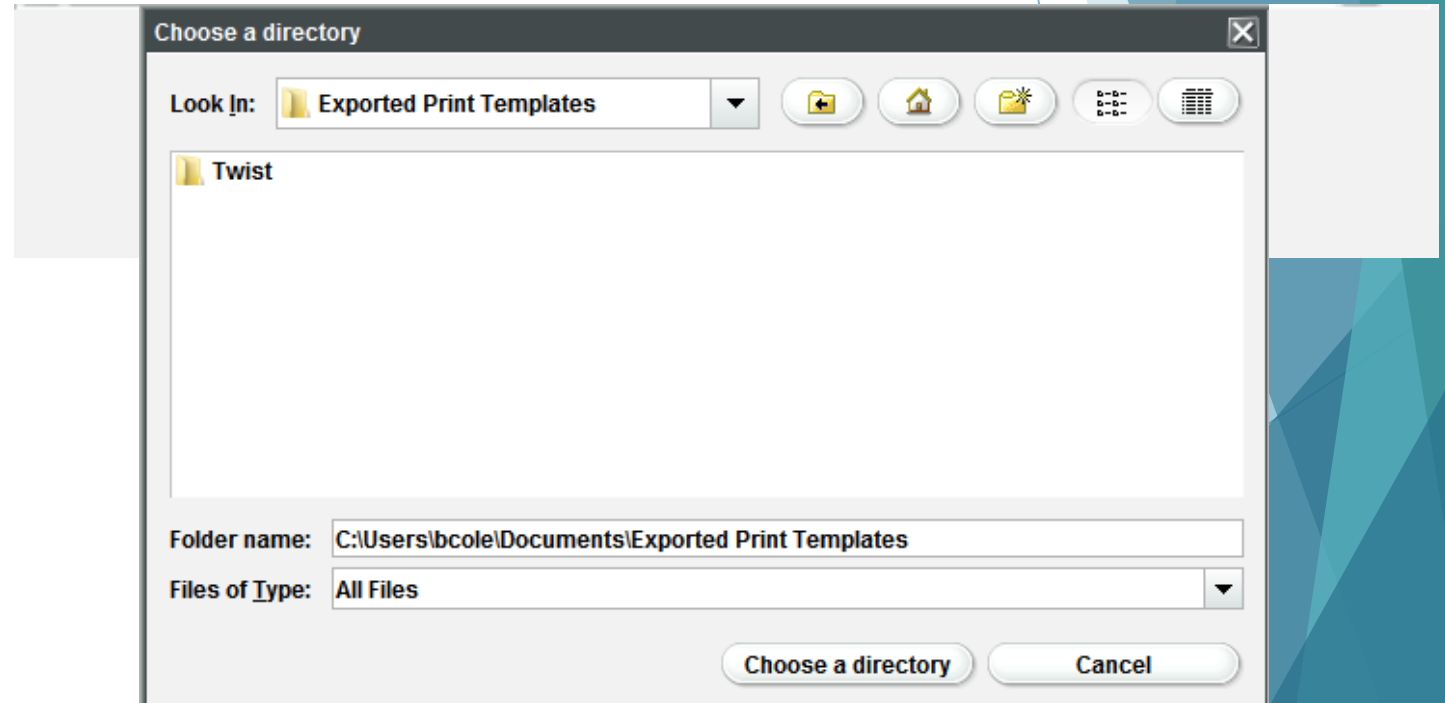 Choose a directory
Look In: Exported Print Templates
Twist
Folder name: C:\Users\bcole\Documents\Exported Print Templates
Files of Type: All Files
Choose a directory Cancel